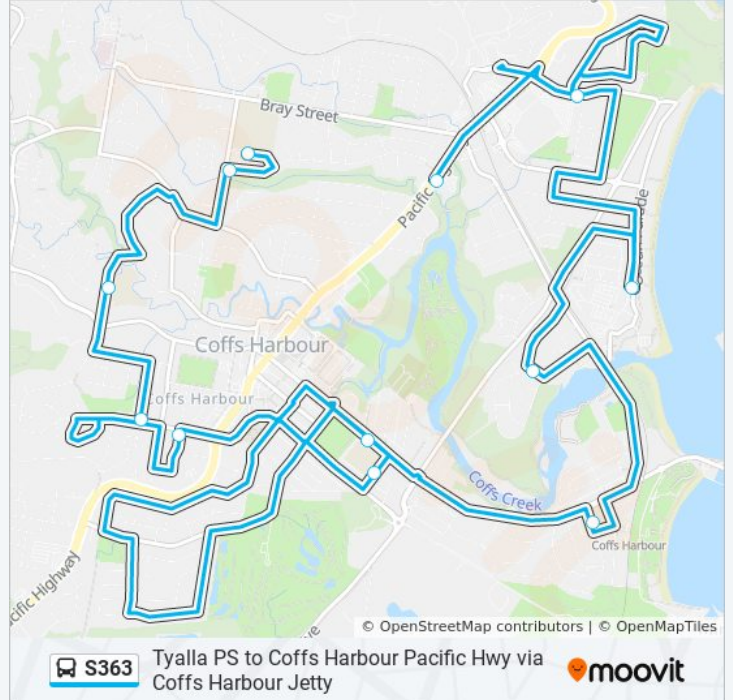 Bray Street
Pacific
Coffs Harbour
Coffs Harbour
Coffs Creek
Coffs Harbour
Pacific Highway
© OpenStreetMap contributors | © OpenMapTiles
S363
Tyalla PS to Coffs Harbour Pacific Hwy via
Coffs Harbour Jetty
moovit